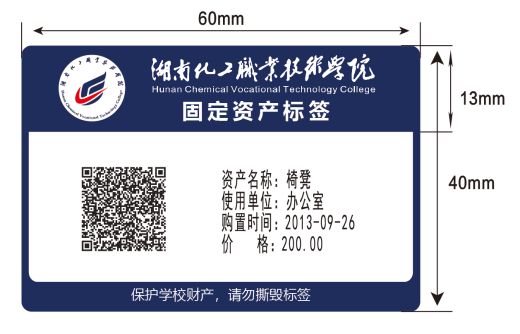 60mm
湖南化工職業技術學院
Hunan Chemical Vocational Technology College
固定资产标签
13mm
40mm
资产名称：椅凳
使用单位：办公室
购置时间：2013-09-26
价 格：200.00
保护学校财产，请勿撕毁标签